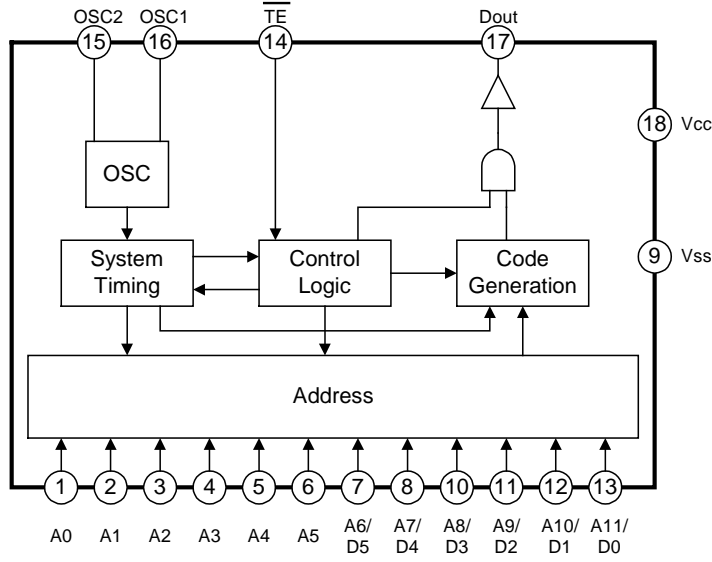 OSC2 OSC1 TE Dout
15 16 14 17
18 Vcc
OSC
9 Vss
System
Timing
Control
Logic
Code
Generation
Address
1 2 3 4 5 6 7 8 10 11 12 13
A0 A1 A2 A3 A4 A5 A6/ A7/ A8/ A9/ A10/ A11/
D5 D4 D3 D2 D1 D0